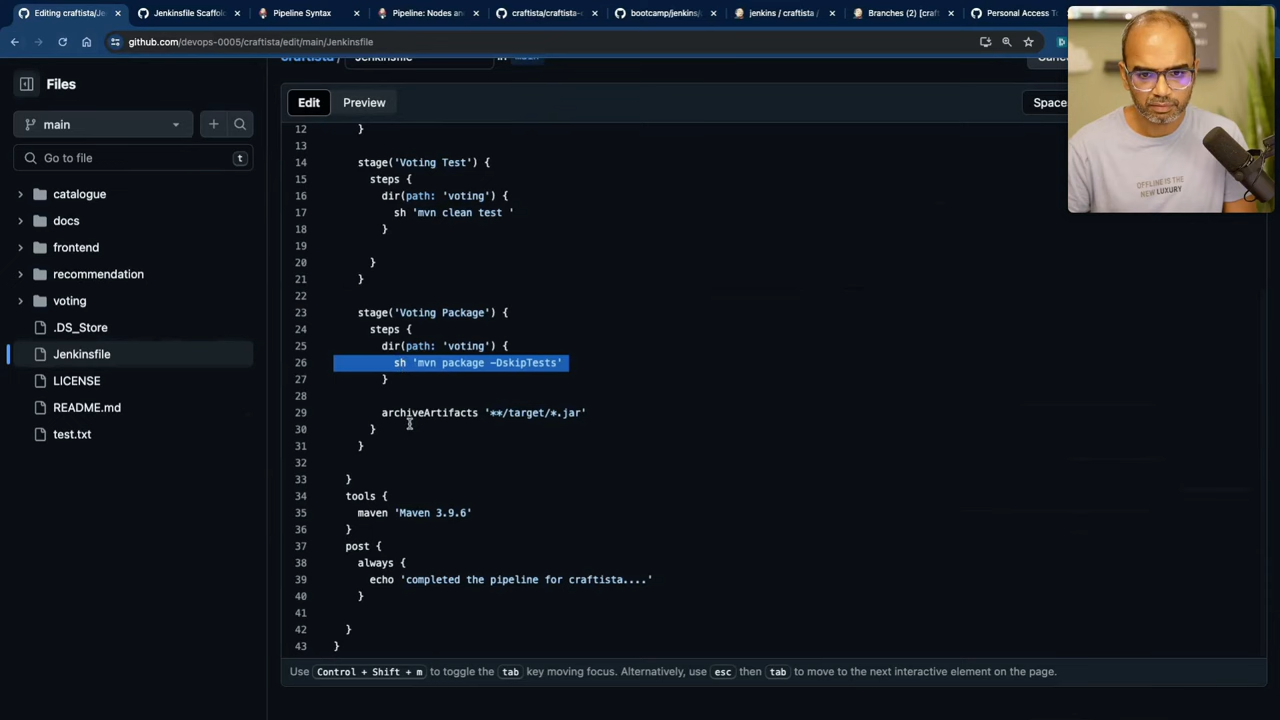 Editing craftista/Je
Jenkinsfile Scaffol
Pipeline Syntax
Pipeline: Nodes an
craftista/craftista-
bootcamp/jenkins/
jenkins / craftista /
Branches (2) [craft
Personal Access T
github.com/devops-0005/craftista/edit/main/Jenkinsfile
Files
craftista / Jenkinsfile in main
Edit
Preview
Space
main
Go to file
t
catalogue
docs
frontend
recommendation
voting
.DS_Store
Jenkinsfile
LICENSE
README.md
test.txt
12 }
13
14 stage('Voting Test') {
15 steps {
16 dir(path: 'voting') {
17 sh 'mvn clean test '
18 }
19
20 }
21 }
22
23 stage('Voting Package') {
24 steps {
25 dir(path: 'voting') {
26 sh 'mvn package -DskipTests'
27 }
28
29 archiveArtifacts '**/target/*.jar'
30 }
31 }
32
33 }
34 tools {
35 maven 'Maven 3.9.6'
36 }
37 post {
38 always {
39 echo 'completed the pipeline for craftista....'
40 }
41
42 }
43 }
Use Control + Shift + m to toggle the tab key moving focus. Alternatively, use esc then tab to move to the next interactive element on the page.
OFFLINE IS THE
NEW LUXURY